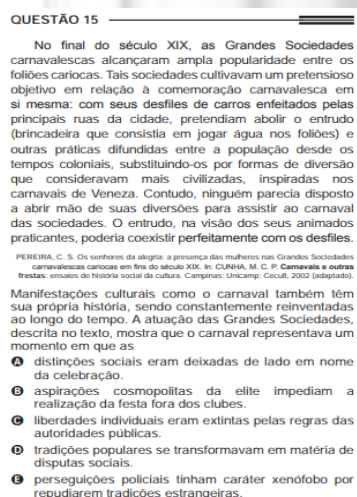 QUESTÃO 15
No final do século XIX, as Grandes Sociedades
carnavalescas alcançaram ampla popularidade entre os
foliões cariocas. Tais sociedades cultivavam um pretensioso
objetivo em relação à comemoração carnavalesca em
si mesma: com seus desfiles de carros enfeitados pelas
principais ruas da cidade, pretendiam abolir o entrudo
(brincadeira que consistia em jogar água nos foliões) e
outras práticas difundidas entre a população desde os
tempos coloniais, substituindo-os por formas de diversão
que consideravam mais civilizadas, inspiradas nos
carnavais de Veneza. Contudo, ninguém parecia disposto
a abrir mão de suas diversões para assistir ao carnaval
das sociedades. O entrudo, na visão dos seus animados
praticantes, poderia coexistir perfeitamente com os desfiles.
PEREIRA, C. S. Os senhores da alegria: a presença das mulheres nas Grandes Sociedades
carnavalescas cariocas em fins do século XIX. In: CUNHA, M. C. P. Carnavais e outras
frestas: ensaios de história social da cultura. Campinas: Unicamp: Cecult, 2002 (adaptado).
Manifestações culturais como o carnaval também têm
sua própria história, sendo constantemente reinventadas
ao longo do tempo. A atuação das Grandes Sociedades,
descrita no texto, mostra que o carnaval representava um
momento em que as
A distinções sociais eram deixadas de lado em nome
da celebração.
B aspirações cosmopolitas da elite impediam a
realização da festa fora dos clubes.
C liberdades individuais eram extintas pelas regras das
autoridades públicas.
D tradições populares se transformavam em matéria de
disputas sociais.
E perseguições policiais tinham caráter xenófobo por
repudiarem tradições estrangeiras.